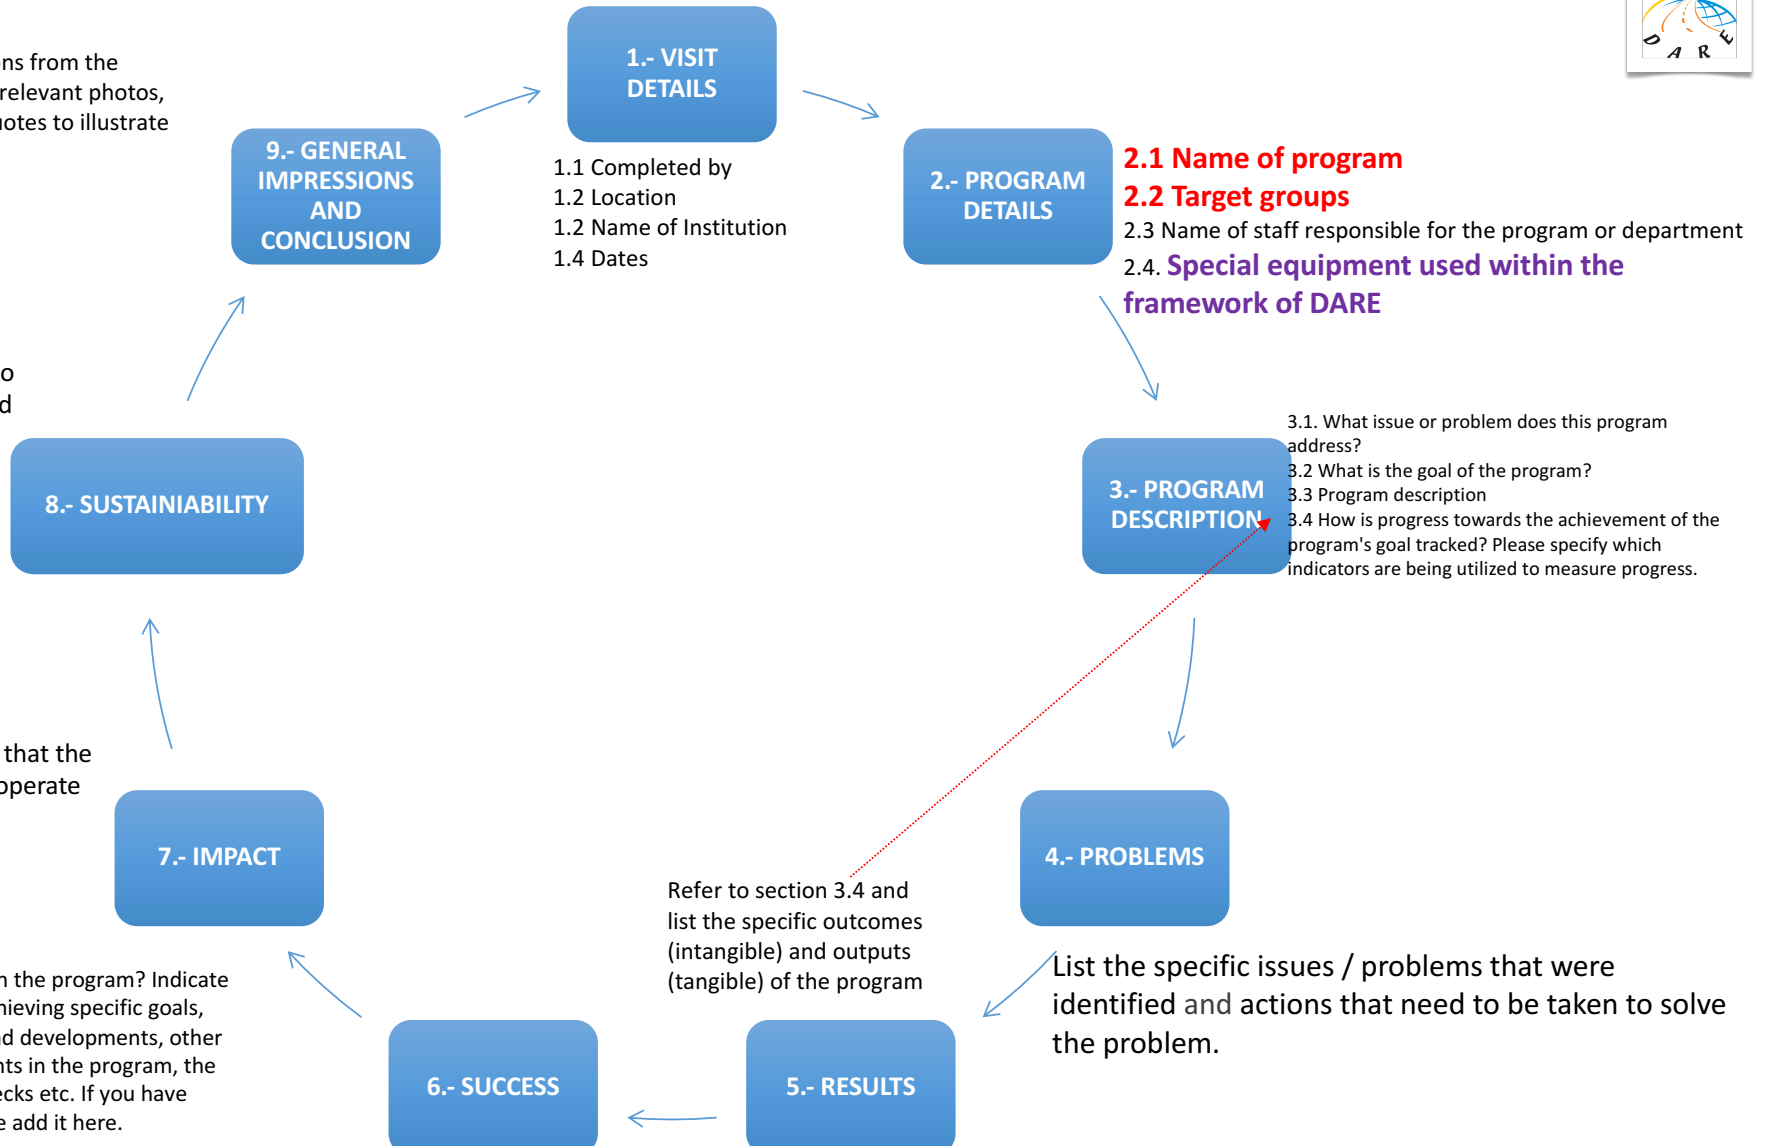 DARE
1.- VISIT
DETAILS
1.1 Completed by
1.2 Location
1.2 Name of Institution
1.4 Dates
2.- PROGRAM
DETAILS
2.1 Name of program
2.2 Target groups
2.3 Name of staff responsible for the program or department
2.4. Special equipment used within the
framework of DARE
3.- PROGRAM
DESCRIPTION
3.1. What issue or problem does this program
address?
3.2 What is the goal of the program?
3.3 Program description
3.4 How is progress towards the achievement of the
program's goal tracked? Please specify which
indicators are being utilized to measure progress.
4.- PROBLEMS
List the specific issues / problems that were
identified and actions that need to be taken to solve
the problem.
5.- RESULTS
Refer to section 3.4 and
list the specific outcomes
(intangible) and outputs
(tangible) of the program
6.- SUCCESS
the program? Indicate
specific goals,
developments, other
in the program, the
etc. If you have
add it here.
7.- IMPACT
that the
operate
8.- SUSTAINIABILITY
9.- GENERAL
IMPRESSIONS
AND
CONCLUSION
from the
relevant photos,
to illustrate